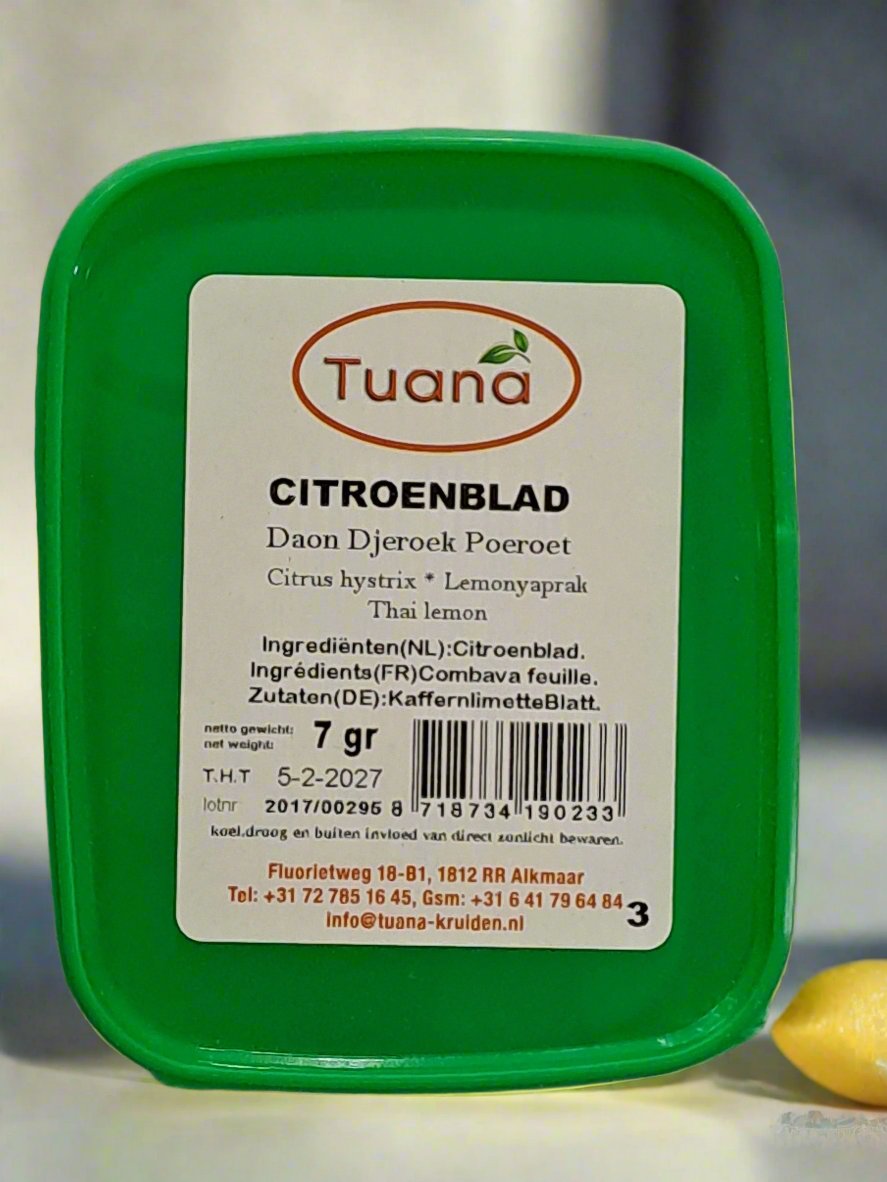 Tuana
CITROENBLAD
Daon Djeroek Poeroet
Citrus hystrix * Lemonyaprak
Thai lemon
Ingrediënten(NL):Citroenblad.
Ingrédients(FR)Combava feuille.
Zutaten(DE):KaffernlimetteBlatt.
netto gewicht: 7 gr
net weight:
T.H.T 5-2-2027
lotnr 2017/00295 8 718734 190233
koel.droog en buiten invloed van direct zonlicht bewaren.
Fluorietweg 18-B1, 1812 RR Alkmaar
Tel: +31 72 785 16 45, Gsm: +31 6 41 79 64 84
info@tuana-kruiden.nl 3